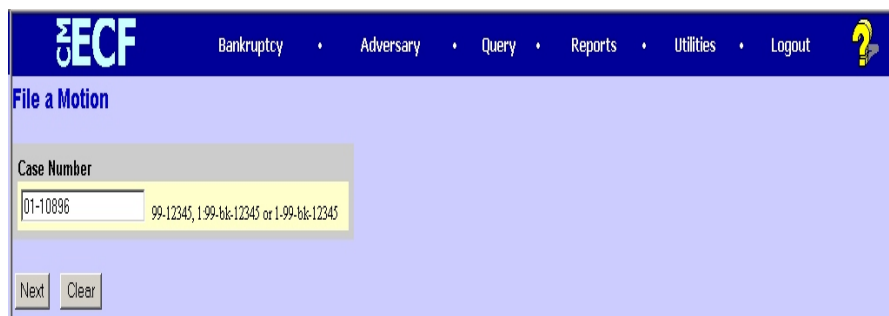 CM ECF Bankruptcy • Adversary • Query • Reports • Utilities • Logout ?
File a Motion
Case Number
01-10896 99-12345, 1:99-bk-12345 or 1-99-bk-12345
Next Clear